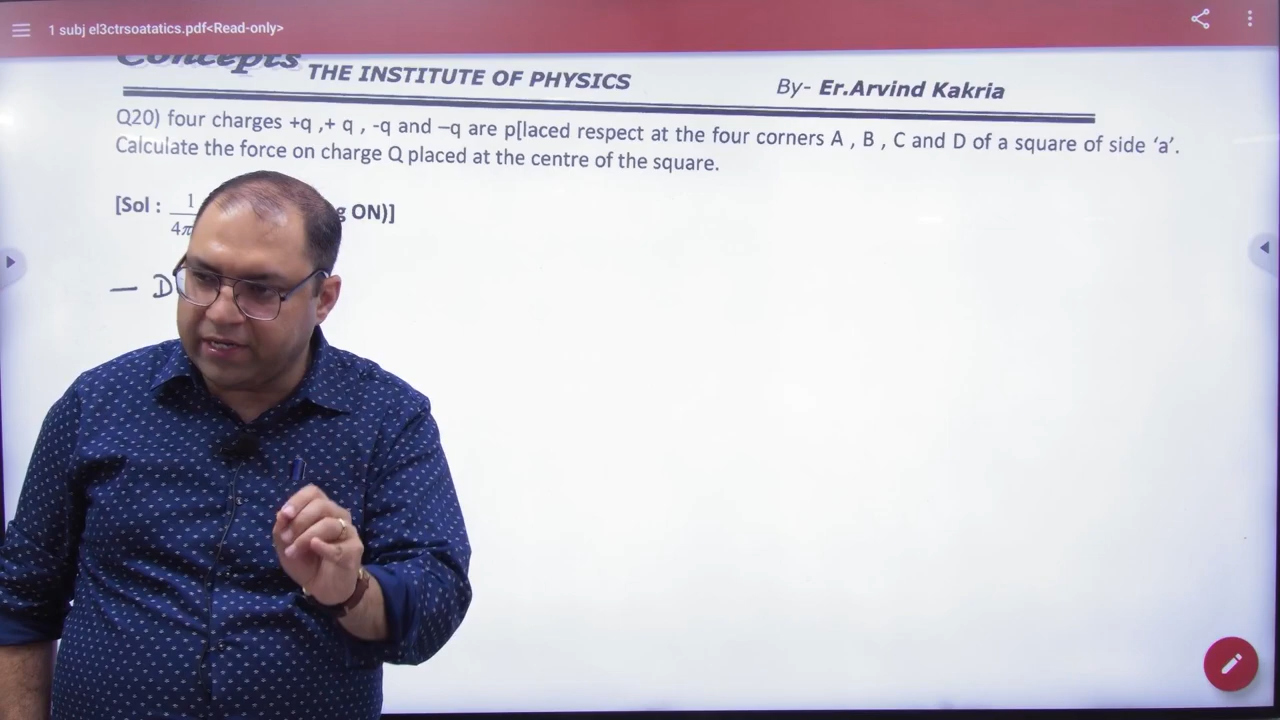 1 subj el3ctrsoatatics.pdf<Read-only>
Concepts THE INSTITUTE OF PHYSICS By- Er.Arvind Kakria
Q20) four charges +q ,+ q , -q and –q are p[laced respect at the four corners A , B , C and D of a square of side ‘a’.
Calculate the force on charge Q placed at the centre of the square.
[Sol : 1 ON)]
4π
— D